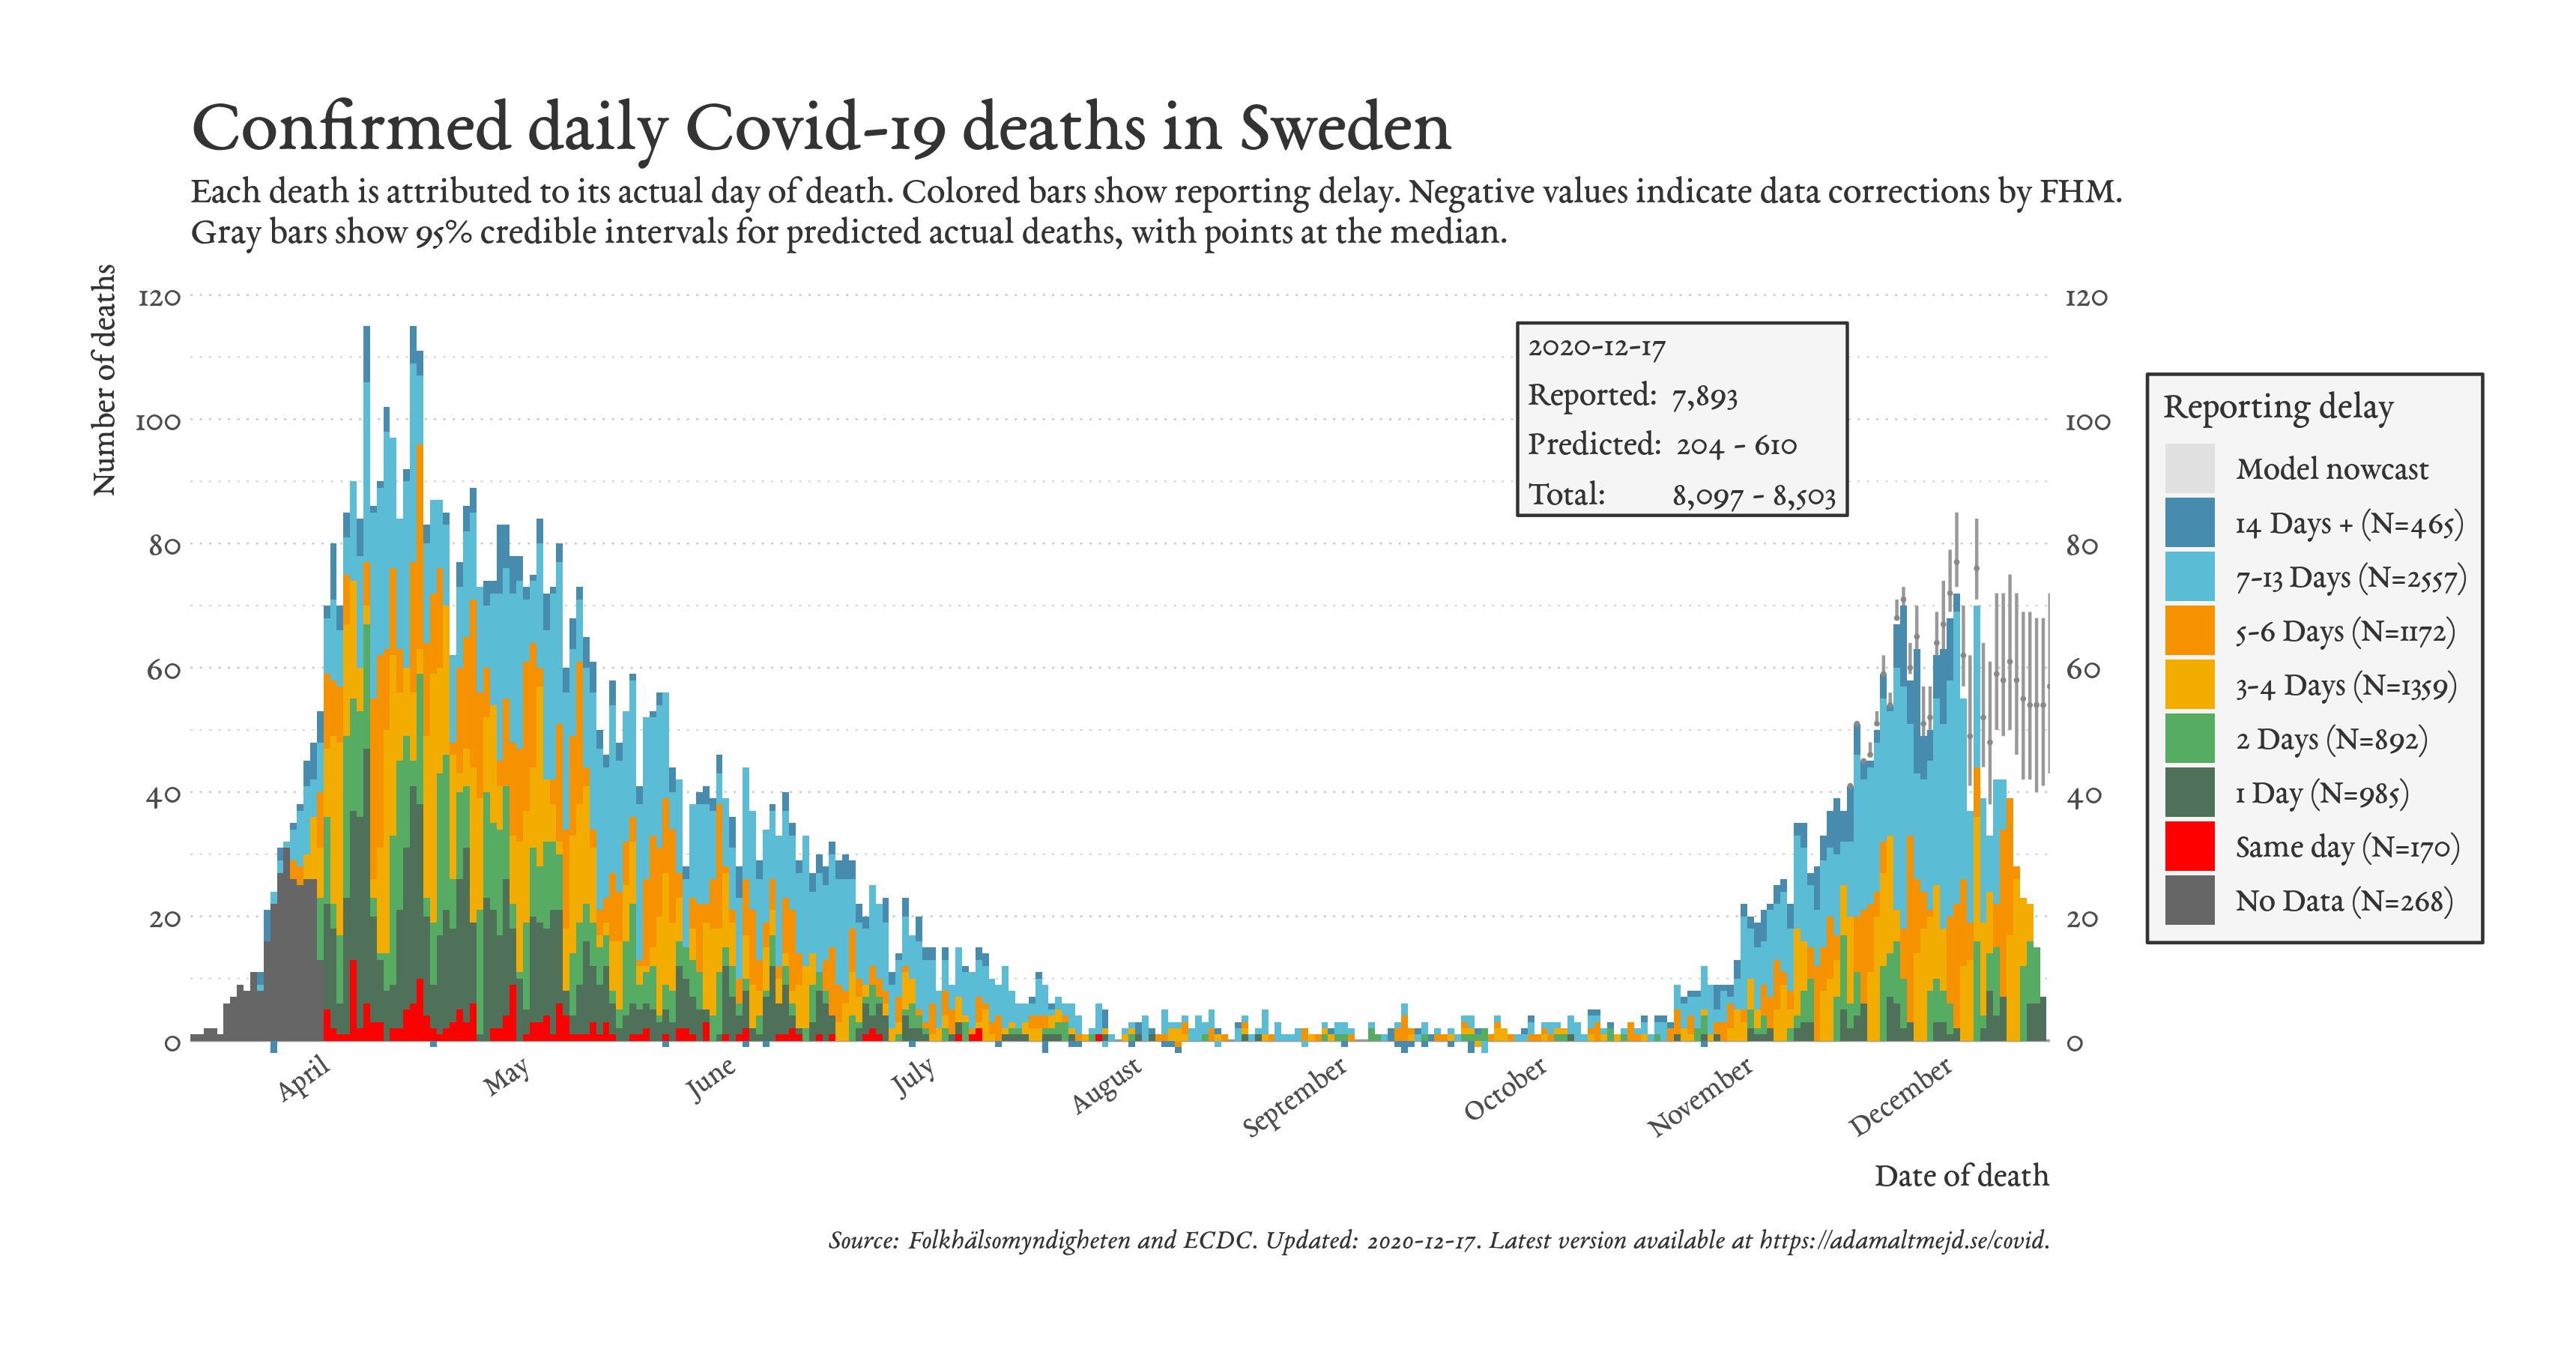 Confirmed daily Covid-19 deaths in Sweden
Each death is attributed to its actual day of death. Colored bars show reporting delay. Negative values indicate data corrections by FHM.
Gray bars show 95% credible intervals for predicted actual deaths, with points at the median.
Number of deaths
120
100
80
60
40
20
0
2020-12-17
Reported: 7,893
Predicted: 204 - 610
Total: 8,097 - 8,503
120
100
80
60
40
20
0
Reporting delay
Model nowcast
14 Days + (N=465)
7-13 Days (N=2557)
5-6 Days (N=1172)
3-4 Days (N=1359)
2 Days (N=892)
1 Day (N=985)
Same day (N=170)
No Data (N=268)
April
May
June
July
August
September
October
November
December
Date of death
Source: Folkhälsomyndigheten and ECDC. Updated: 2020-12-17. Latest version available at https://adamaltmejd.se/covid.